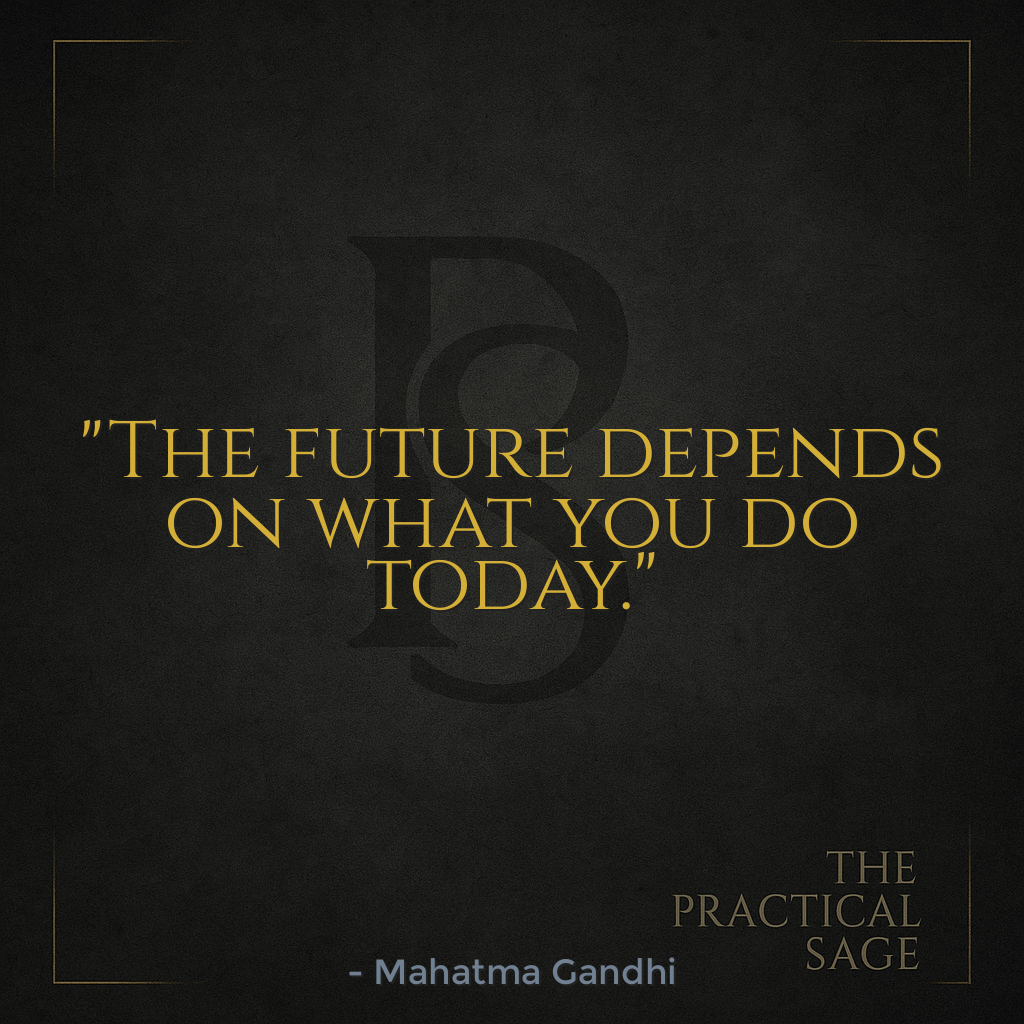 "The future depends
on what you do
today."
THE
PRACTICAL
SAGE
- Mahatma Gandhi